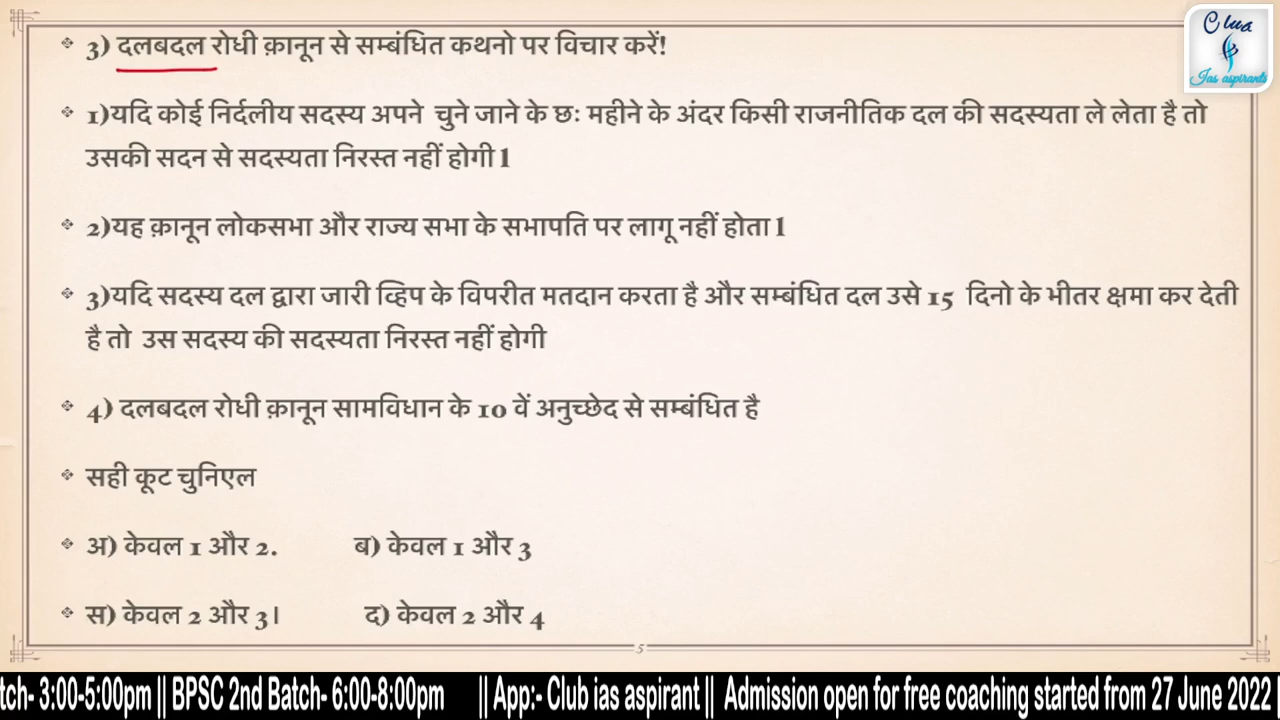 3) दलबदल रोधी क़ानून से सम्बंधित कथनो पर विचार करें!
Clua
Ias aspirants
1)यदि कोई निर्दलीय सदस्य अपने चुने जाने के छः महीने के अंदर किसी राजनीतिक दल की सदस्यता ले लेता है तो
उसकी सदन से सदस्यता निरस्त नहीं होगी l
2)यह क़ानून लोकसभा और राज्य सभा के सभापति पर लागू नहीं होता l
3)यदि सदस्य दल द्वारा जारी व्हिप के विपरीत मतदान करता है और सम्बंधित दल उसे 15 दिनो के भीतर क्षमा कर देती
है तो उस सदस्य की सदस्यता निरस्त नहीं होगी
4) दलबदल रोधी क़ानून सामविधान के 10 वें अनुच्छेद से सम्बंधित है
सही कूट चुनिएल
अ) केवल 1 और 2. ब) केवल 1 और 3
स) केवल 2 और 3। द) केवल 2 और 4
5
tch- 3:00-5:00pm || BPSC 2nd Batch- 6:00-8:00pm || App:- Club ias aspirant || Admission open for free coaching started from 27 June 2022 |